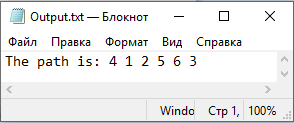 Output.txt — Блокнот
Файл Правка Формат Вид Справка
The path is: 4 1 2 5 6 3
Windo Стр 1, 100%